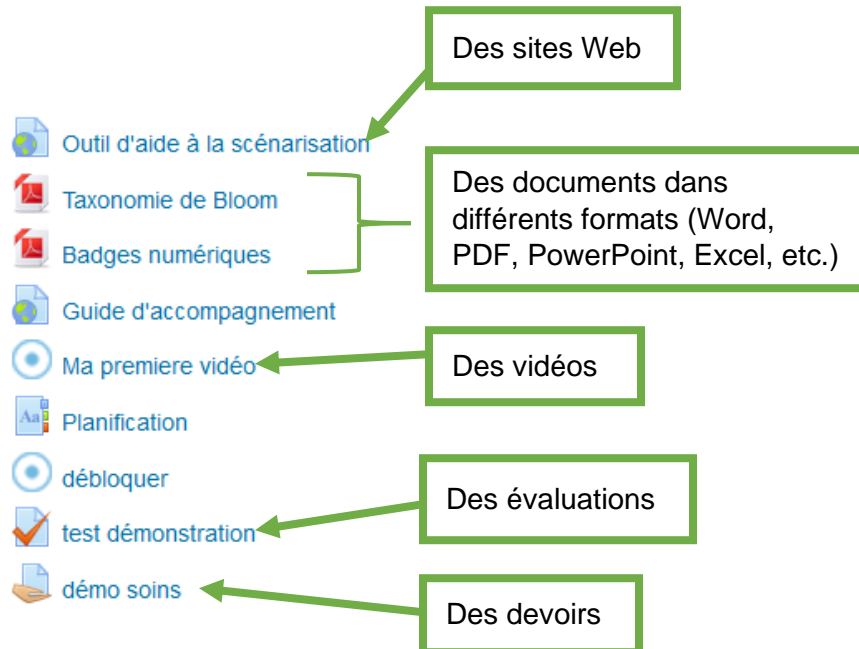 Des sites Web
Outil d'aide à la scénarisation
Taxonomie de Bloom
Des documents dans
différents formats (Word,
PDF, PowerPoint, Excel, etc.)
Badges numériques
Guide d'accompagnement
Ma premiere vidéo
Des vidéos
Aa
Planification
débloquer
Des évaluations
test démonstration
démo soins
Des devoirs